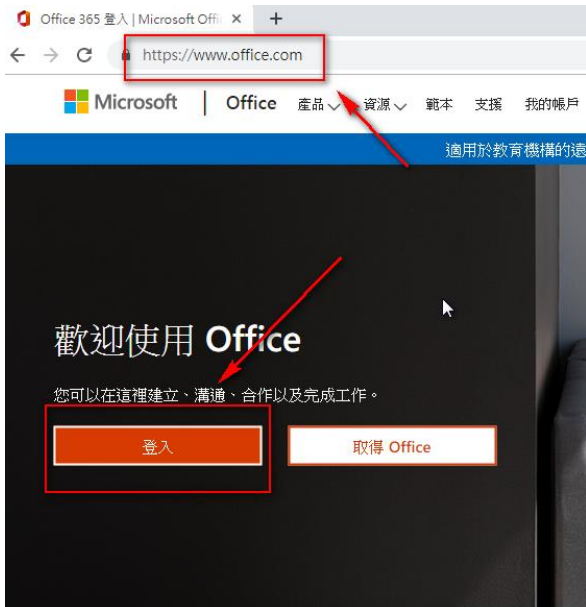 Office 365 登入 | Microsoft Offi
https://www.office.com
Microsoft | Office 產品 資源 範本 支援 我的帳戶
適用於教育機構的遠
歡迎使用 Office
您可以在這裡建立、溝通、合作以及完成工作。
登入 取得 Office